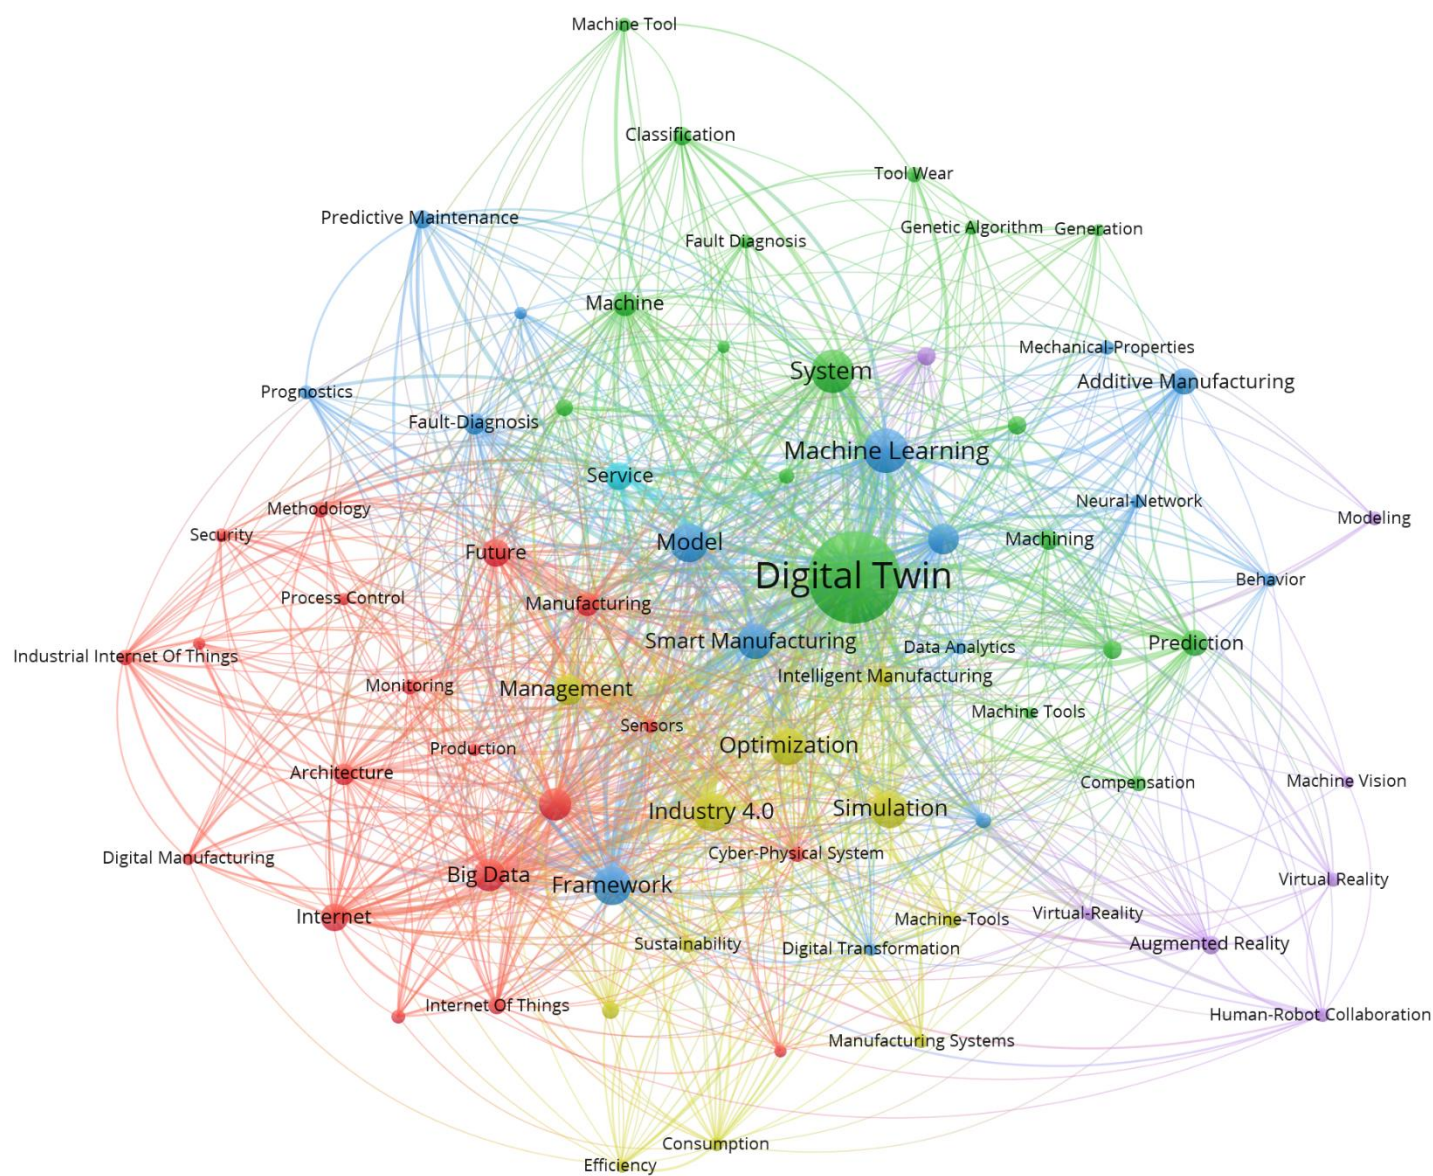 Machine Tool
Classification
Tool Wear
Predictive Maintenance
Genetic Algorithm
Generation
Fault Diagnosis
Machine
Mechanical-Properties
System
Additive Manufacturing
Prognostics
Fault-Diagnosis
Machine Learning
Service
Neural-Network
Methodology
Modeling
Security
Model
Machining
Future
Digital Twin
Behavior
Process Control
Manufacturing
Smart Manufacturing
Prediction
Data Analytics
Industrial Internet Of Things
Intelligent Manufacturing
Monitoring
Management
Machine Tools
Sensors
Optimization
Production
Architecture
Compensation
Machine Vision
Simulation
Industry 4.0
Cyber-Physical System
Digital Manufacturing
Big Data
Virtual Reality
Framework
Virtual-Reality
Internet
Machine-Tools
Sustainability
Augmented Reality
Digital Transformation
Internet Of Things
Human-Robot Collaboration
Manufacturing Systems
Consumption
Efficiency